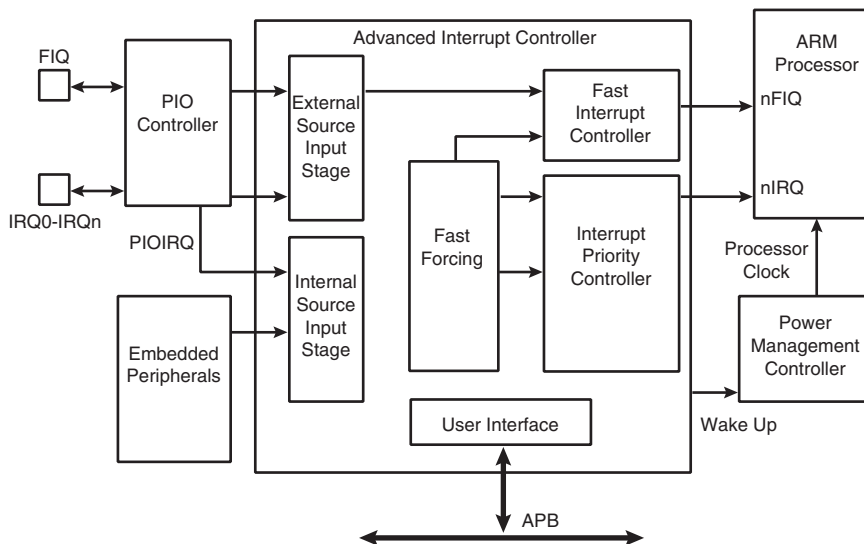 Advanced Interrupt Controller
FIQ
PIO
Controller
IRQ0-IRQn
PIOIRQ
Embedded
Peripherals
External
Source
Input
Stage
Internal
Source
Input
Stage
Fast
Forcing
Fast
Interrupt
Controller
Interrupt
Priority
Controller
User Interface
APB
ARM
Processor
nFIQ
nIRQ
Processor
Clock
Power
Management
Controller
Wake Up